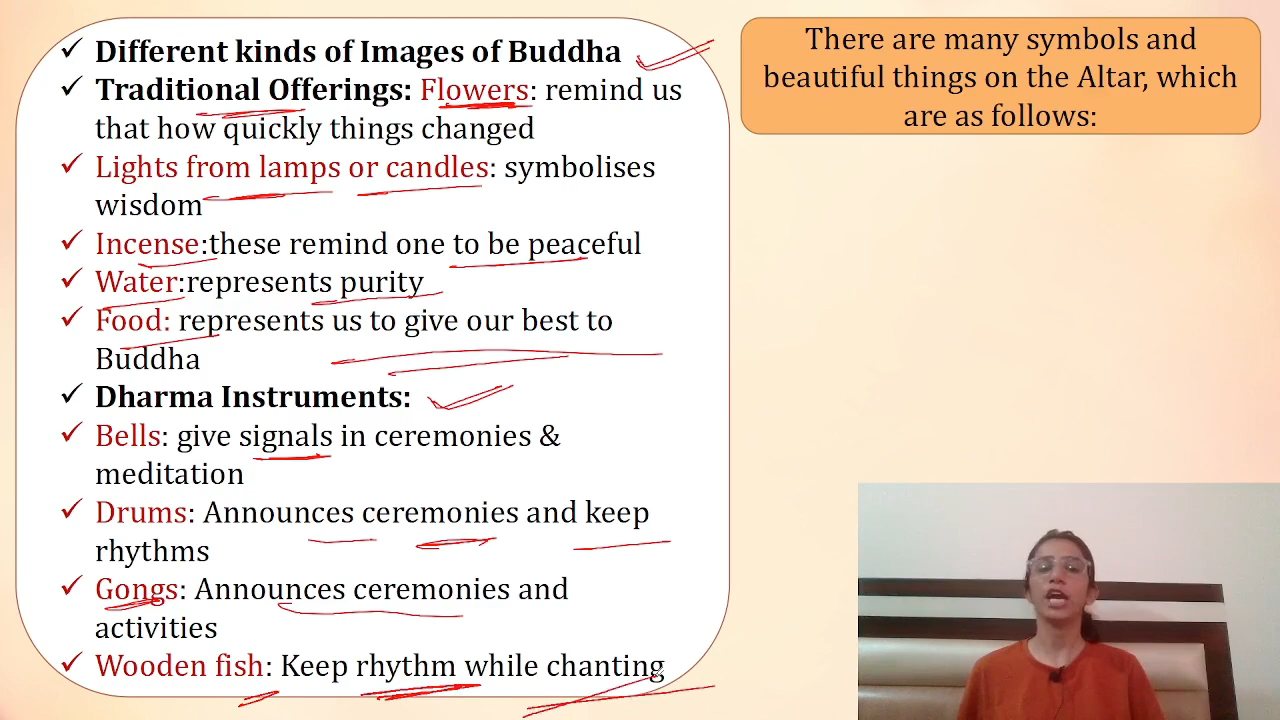 ✓ Different kinds of Images of Buddha
✓ Traditional Offerings: Flowers: remind us
that how quickly things changed
✓ Lights from lamps or candles: symbolises
wisdom
✓ Incense:these remind one to be peaceful
✓ Water:represents purity
✓ Food: represents us to give our best to
Buddha
✓ Dharma Instruments:
✓ Bells: give signals in ceremonies &
meditation
✓ Drums: Announces ceremonies and keep
rhythms
✓ Gongs: Announces ceremonies and
activities
✓ Wooden fish: Keep rhythm while chanting
There are many symbols and
beautiful things on the Altar, which
are as follows: